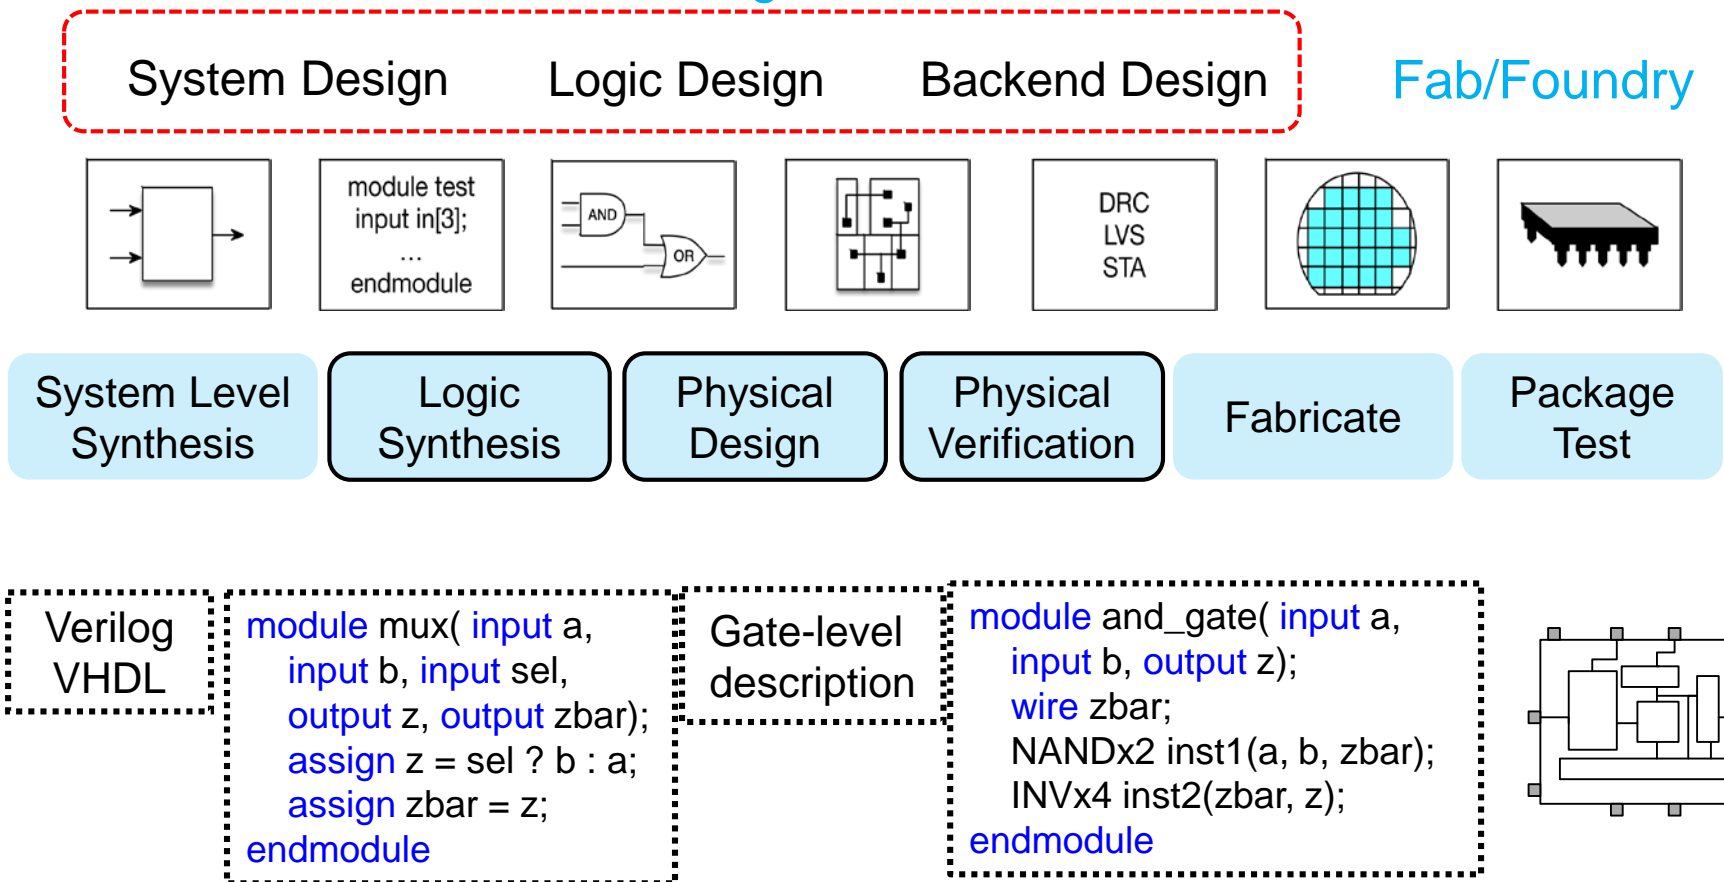 System Design
Logic Design
Backend Design
Fab/Foundry
module test
input in[3];
...
endmodule
AND
OR
DRC
LVS
STA
System Level
Synthesis
Logic
Synthesis
Physical
Design
Physical
Verification
Fabricate
Package
Test
Verilog
VHDL
module mux( input a,
input b, input sel,
output z, output zbar);
assign z = sel ? b : a;
assign zbar = z;
endmodule
Gate-level
description
module and_gate( input a,
input b, output z);
wire zbar;
NANDx2 inst1(a, b, zbar);
INVx4 inst2(zbar, z);
endmodule